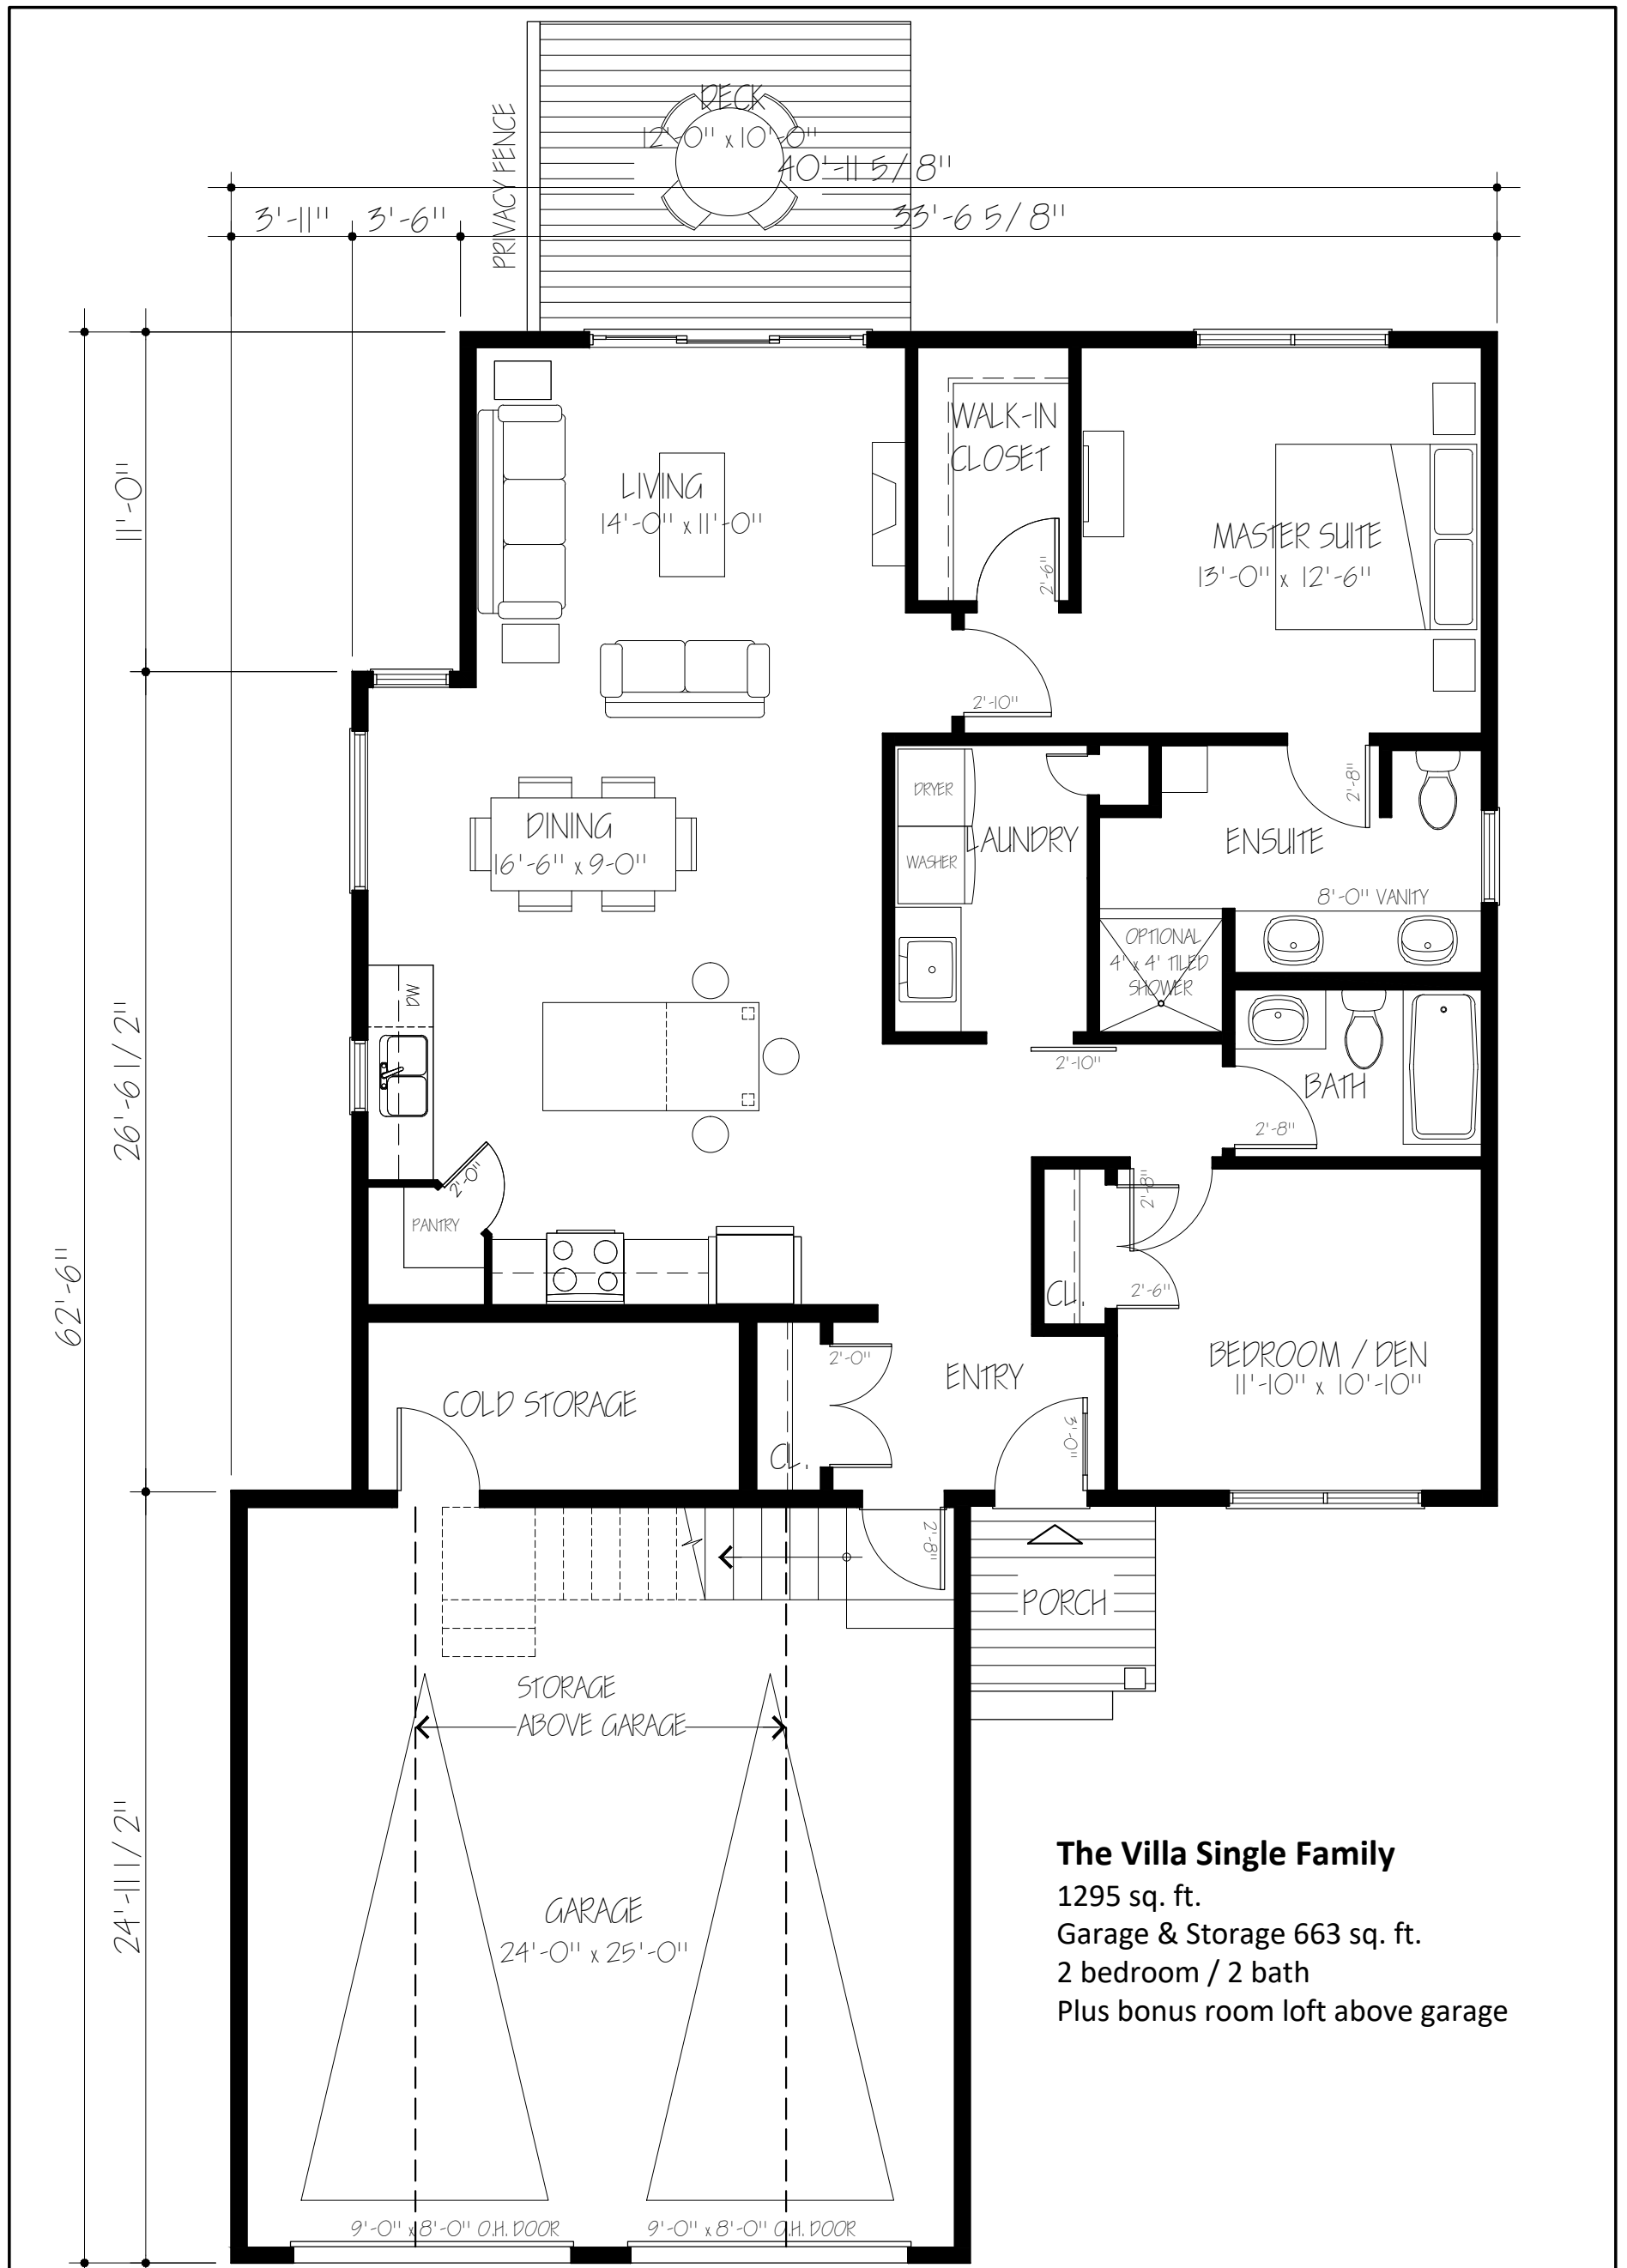 DECK
12'-0" x 10'-0"
PRIVACY FENCE
40'-11 5/8"
3'-11"
3'-6"
33'-6 5/8"
11'-0"
26'-6 1/2"
62'-6"
24'-11 1/2"
LIVING
14'-0" x 11'-0"
WALK-IN
CLOSET
2'-6"
MASTER SUITE
13'-0" x 12'-6"
2'-10"
DRYER
WASHER
LAUNDRY
2'-8"
ENSUITE
8'-0" VANITY
DINING
16'-6" x 9-0"
OPTIONAL
4' x 4' TILED
SHOWER
DW
2'-10"
BATH
2'-8"
2'-0"
PANTRY
2'-8"
CL.
2'-6"
BEDROOM / DEN
11'-10" x 10'-10"
2'-0"
ENTRY
COLD STORAGE
CL.
3'-0"
2'-8"
PORCH
STORAGE
ABOVE GARAGE
GARAGE
24'-0" x 25'-0"
9'-0" x 8'-0" O.H. DOOR
9'-0" x 8'-0" O.H. DOOR
The Villa Single Family
1295 sq. ft.
Garage & Storage 663 sq. ft.
2 bedroom / 2 bath
Plus bonus room loft above garage